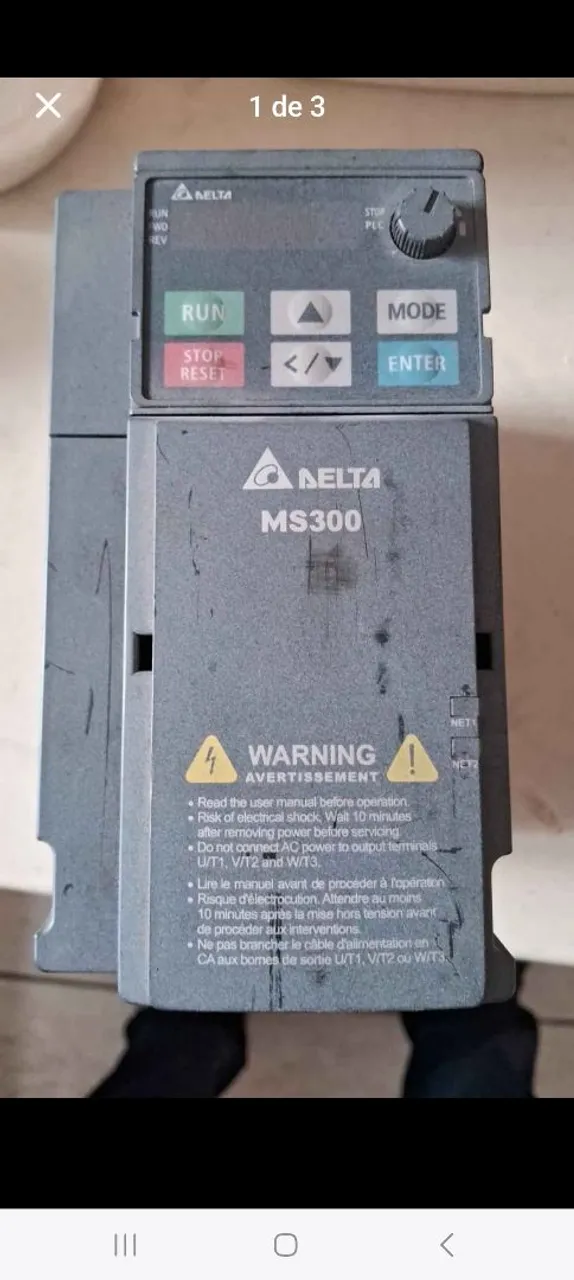 1 de 3
DELTA
RUN
FWD
REV
STOP
PLC
RUN
MODE
STOP
RESET
</▼
ENTER
DELTA
MS300
NET1
NET2
WARNING
AVERTISSEMENT
• Read the user manual before operation.
• Risk of electrical shock. Wait 10 minutes
after removing power before servicing.
• Do not connect AC power to output terminals
U/T1, V/T2 and W/T3.
• Lire le manuel avant de procéder à l'opération
• Risque d'électrocution. Attendre au moins
10 minutes après la mise hors tension avant
de procéder aux interventions.
• Ne pas brancher le câble d'alimentation en
CA aux bornes de sortie U/T1, V/T2 ou W/T3.